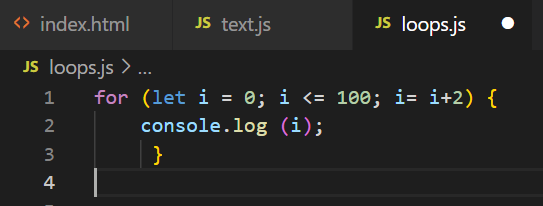 <> index.html JS text.js JS loops.js
JS loops.js > ...
1 for (let i = 0; i <= 100; i= i+2) {
2 console.log (i);
3 }
4